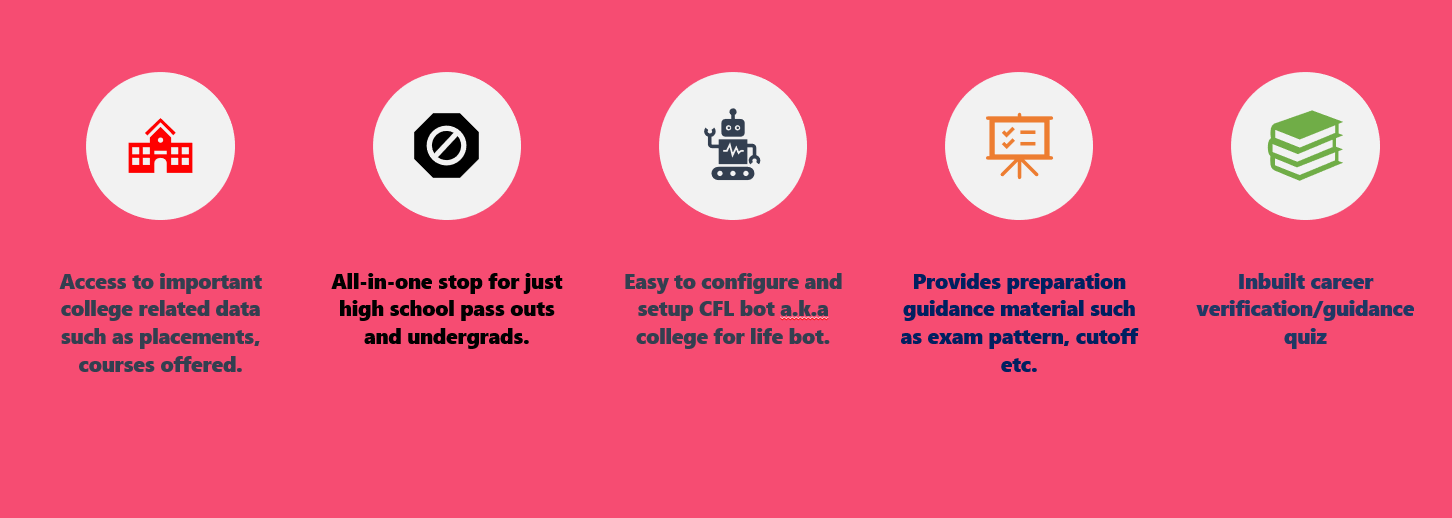 Access to important
college related data
such as placements,
courses offered.
All-in-one stop for just
high school pass outs
and undergrads.
Easy to configure and
setup CFL bot a.k.a
college for life bot.
Provides preparation
guidance material such
as exam pattern, cutoff
etc.
Inbuilt career
verification/guidance
quiz